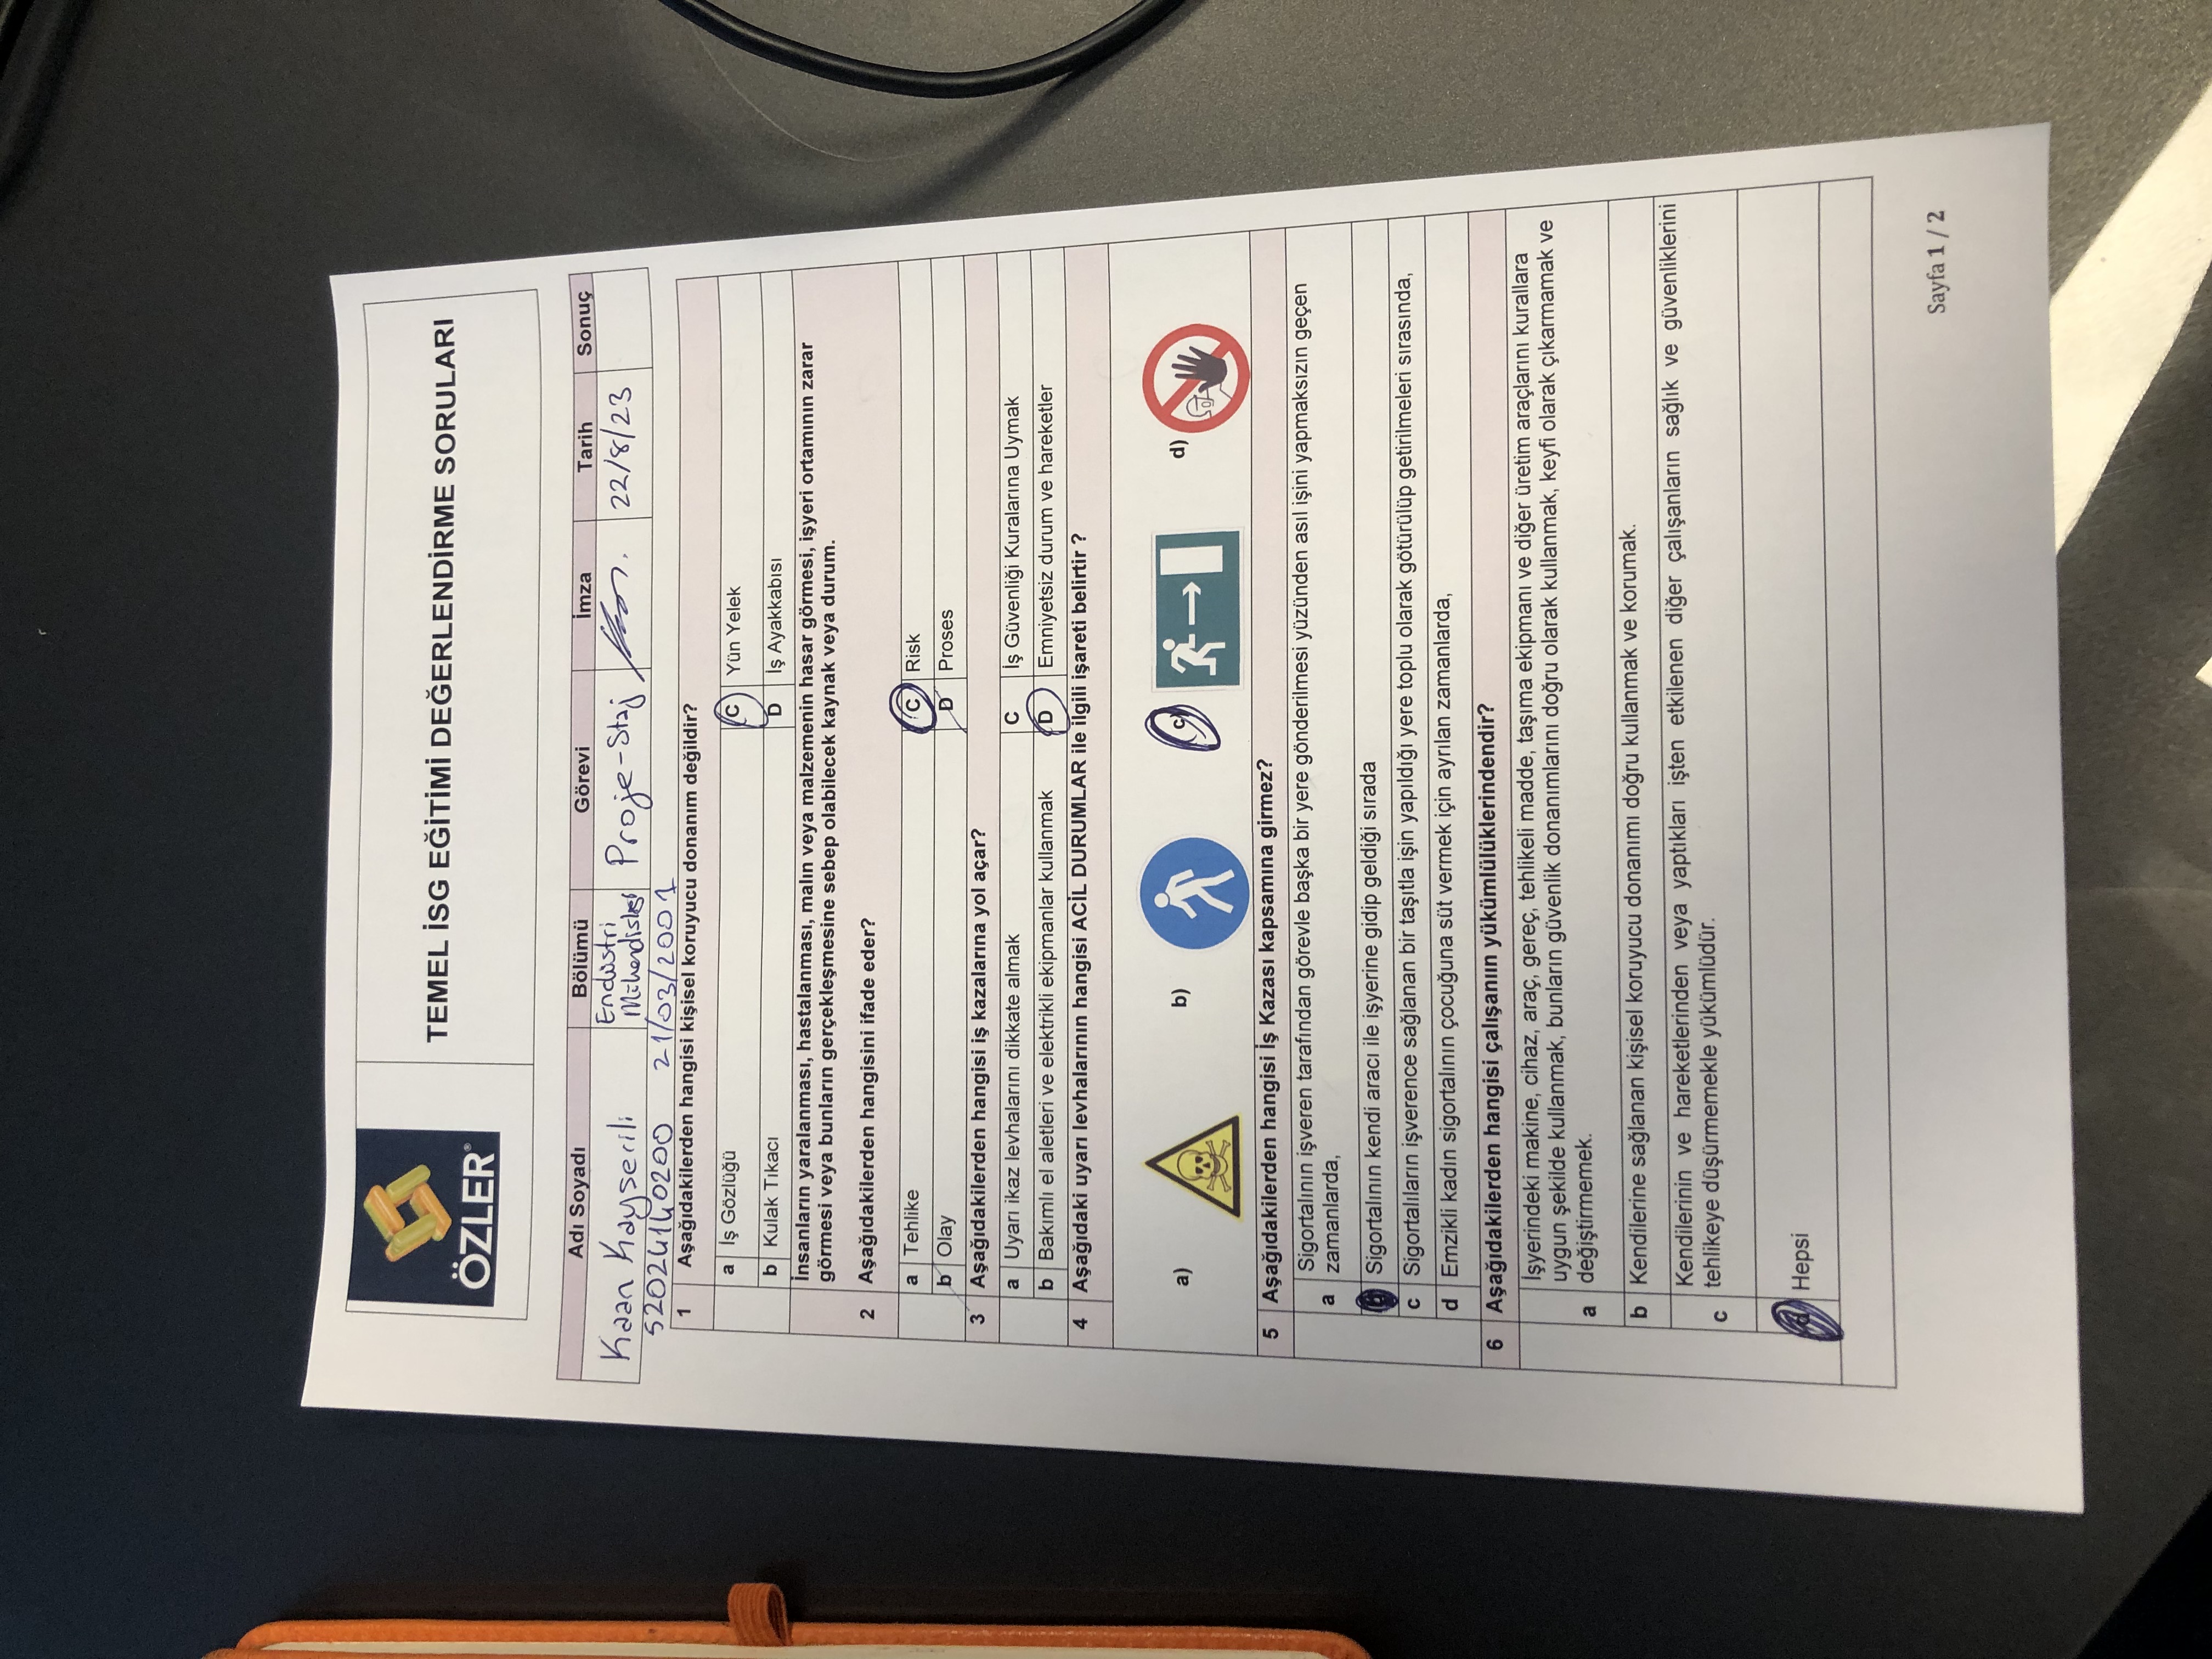 ÖZLER
TEMEL İSG EĞİTİMİ DEĞERLENDİRME SORULARI
Adı Soyadı Bölümü Görevi İmza Tarih Sonuç
Kaan Kayserili Endüstri Mühendisliği Proje-Staj 22/8/23
52024140200 21/03/2001
1 Aşağıdakilerden hangisi kişisel koruyucu donanım değildir?
a İş Gözlüğü C Yün Yelek
b Kulak Tıkacı D İş Ayakkabısı
İnsanların yaralanması, hastalanması, malın veya malzemenin hasar görmesi, işyeri ortamının zarar
görmesi veya bunların gerçekleşmesine sebep olabilecek kaynak veya durum.
2 Aşağıdakilerden hangisini ifade eder?
a Tehlike C Risk
b Olay D Proses
3 Aşağıdakilerden hangisi iş kazalarına yol açar?
a Uyarı ikaz levhalarını dikkate almak C İş Güvenliği Kuralarına Uymak
b Bakımlı el aletleri ve elektrikli ekipmanlar kullanmak D Emniyetsiz durum ve hareketler
4 Aşağıdaki uyarı levhalarının hangisi ACİL DURUMLAR ile ilgili işareti belirtir ?
a) b) c) d)
5 Aşağıdakilerden hangisi İş Kazası kapsamına girmez?
a Sigortalının işveren tarafından görevle başka bir yere gönderilmesi yüzünden asıl işini yapmaksızın geçen
zamanlarda,
b Sigortalının kendi aracı ile işyerine gidip geldiği sırada
c Sigortalıların işverence sağlanan bir taşıtla işin yapıldığı yere toplu olarak götürülüp getirilmeleri sırasında,
d Emzikli kadın sigortalının çocuğuna süt vermek için ayrılan zamanlarda,
6 Aşağıdakilerden hangisi çalışanın yükümlülüklerindendir?
a İşyerindeki makine, cihaz, araç, gereç, tehlikeli madde, taşıma ekipmanı ve diğer üretim araçlarını kurallara
uygun şekilde kullanmak, bunların güvenlik donanımlarını doğru olarak kullanmak, keyfi olarak çıkarmamak ve
değiştirmemek.
b Kendilerine sağlanan kişisel koruyucu donanımı doğru kullanmak ve korumak.
c Kendilerinin ve hareketlerinden veya yaptıkları işten etkilenen diğer çalışanların sağlık ve güvenliklerini
tehlikeye düşürmemekle yükümlüdür.
d Hepsi
Sayfa 1 / 2